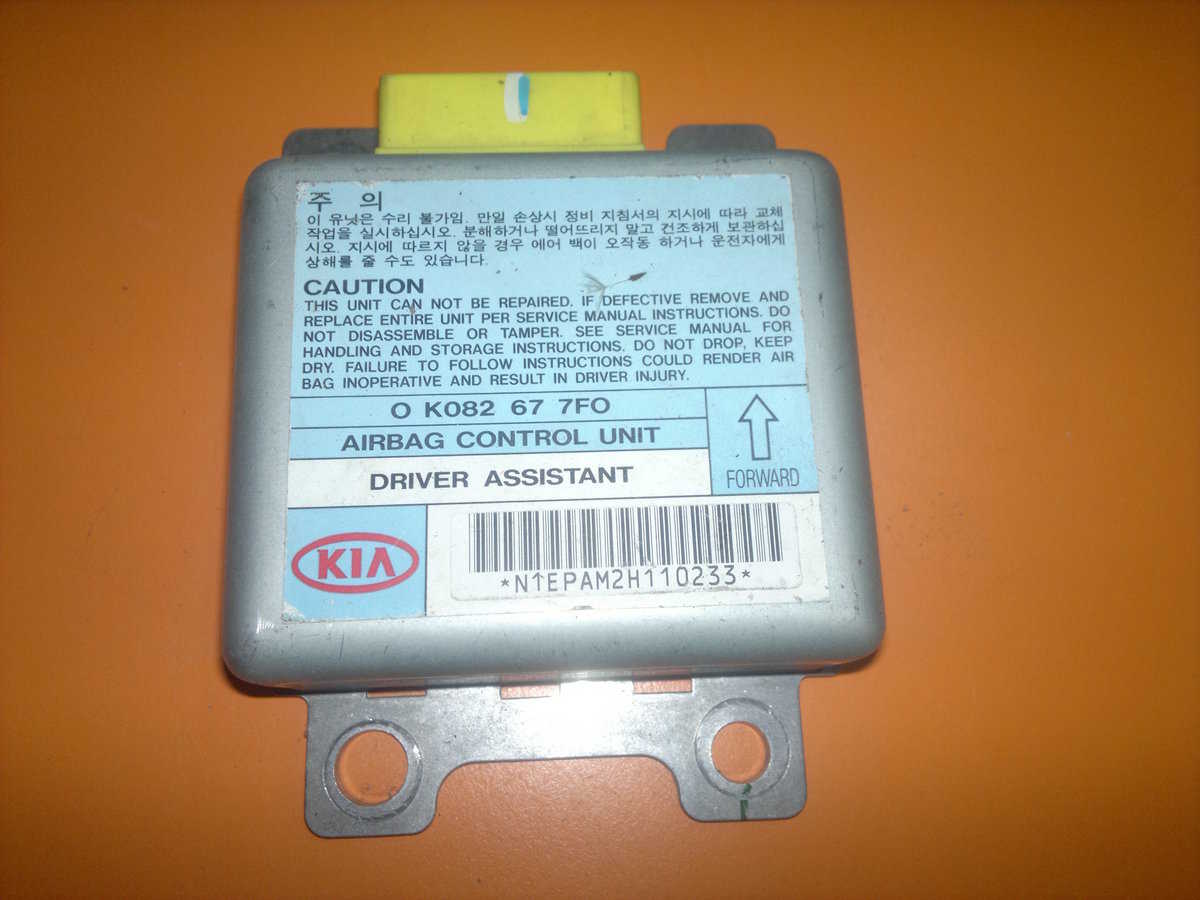 주 의
이 유닛은 수리 불가임. 만일 손상시 정비 지침서의 지시에 따라 교체
작업을 실시하십시오. 분해하거나 떨어뜨리지 말고 건조하게 보관하십
시오. 지시에 따르지 않을 경우 에어 백이 오작동 하거나 운전자에게
상해를 줄 수도 있습니다.
CAUTION
THIS UNIT CAN NOT BE REPAIRED. IF DEFECTIVE REMOVE AND
REPLACE ENTIRE UNIT PER SERVICE MANUAL INSTRUCTIONS. DO
NOT DISASSEMBLE OR TAMPER. SEE SERVICE MANUAL FOR
HANDLING AND STORAGE INSTRUCTIONS. DO NOT DROP, KEEP
DRY. FAILURE TO FOLLOW INSTRUCTIONS COULD RENDER AIR
BAG INOPERATIVE AND RESULT IN DRIVER INJURY.
O K082 67 7FO
AIRBAG CONTROL UNIT
DRIVER ASSISTANT
FORWARD
KIA
*N↑EPAM2H110233*